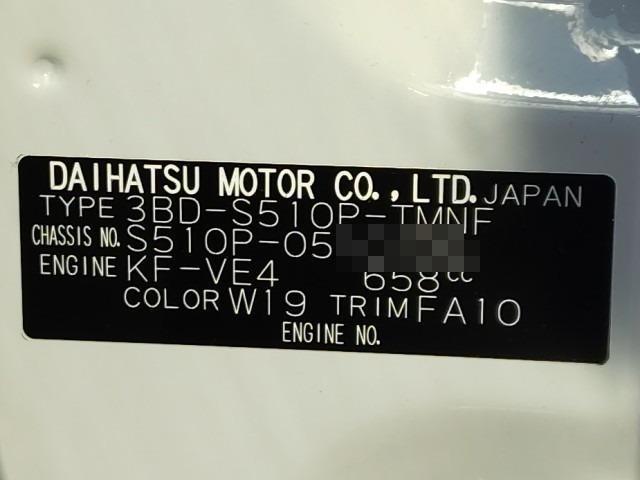 DAIHATSU MOTOR CO., LTD. JAPAN
TYPE 3BD-S510P-TMNF
CHASSIS NO. S510P-05
ENGINE KF-VE4 658cc
COLOR W19 TRIM FA10
ENGINE NO.